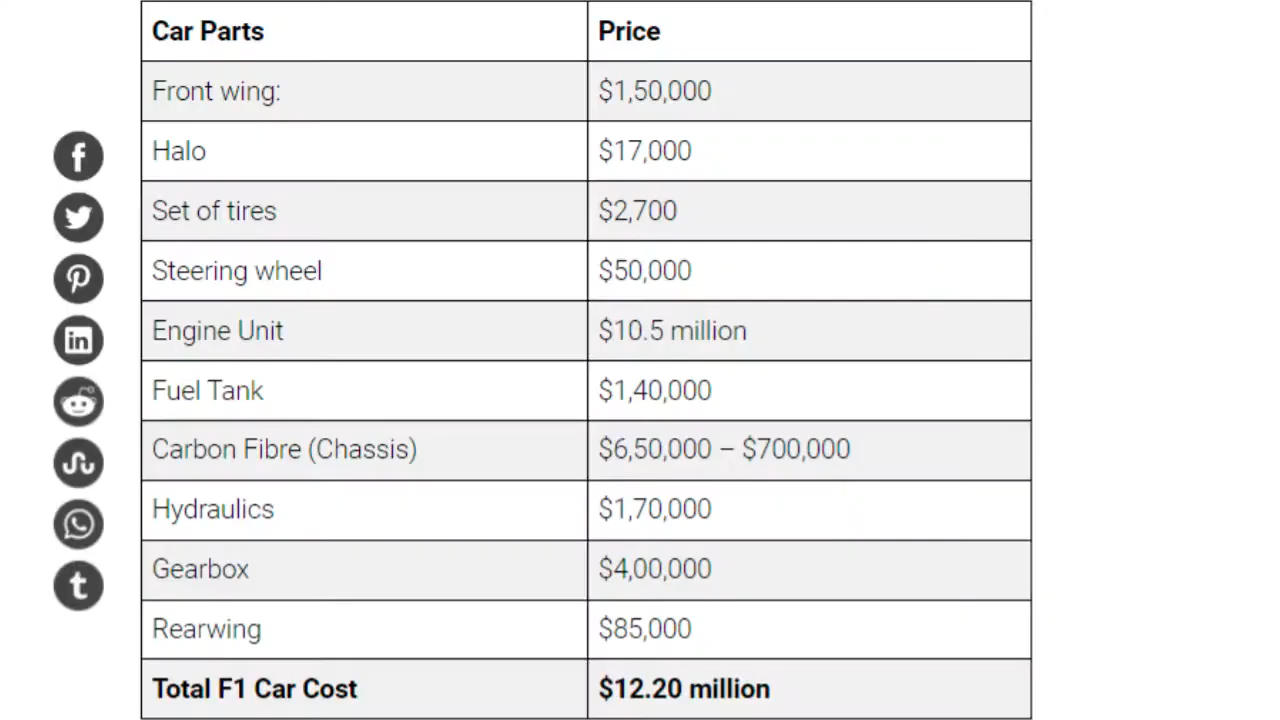 Car Parts Price
Front wing: $1,50,000
Halo $17,000
Set of tires $2,700
Steering wheel $50,000
Engine Unit $10.5 million
Fuel Tank $1,40,000
Carbon Fibre (Chassis) $6,50,000 – $700,000
Hydraulics $1,70,000
Gearbox $4,00,000
Rearwing $85,000
Total F1 Car Cost $12.20 million